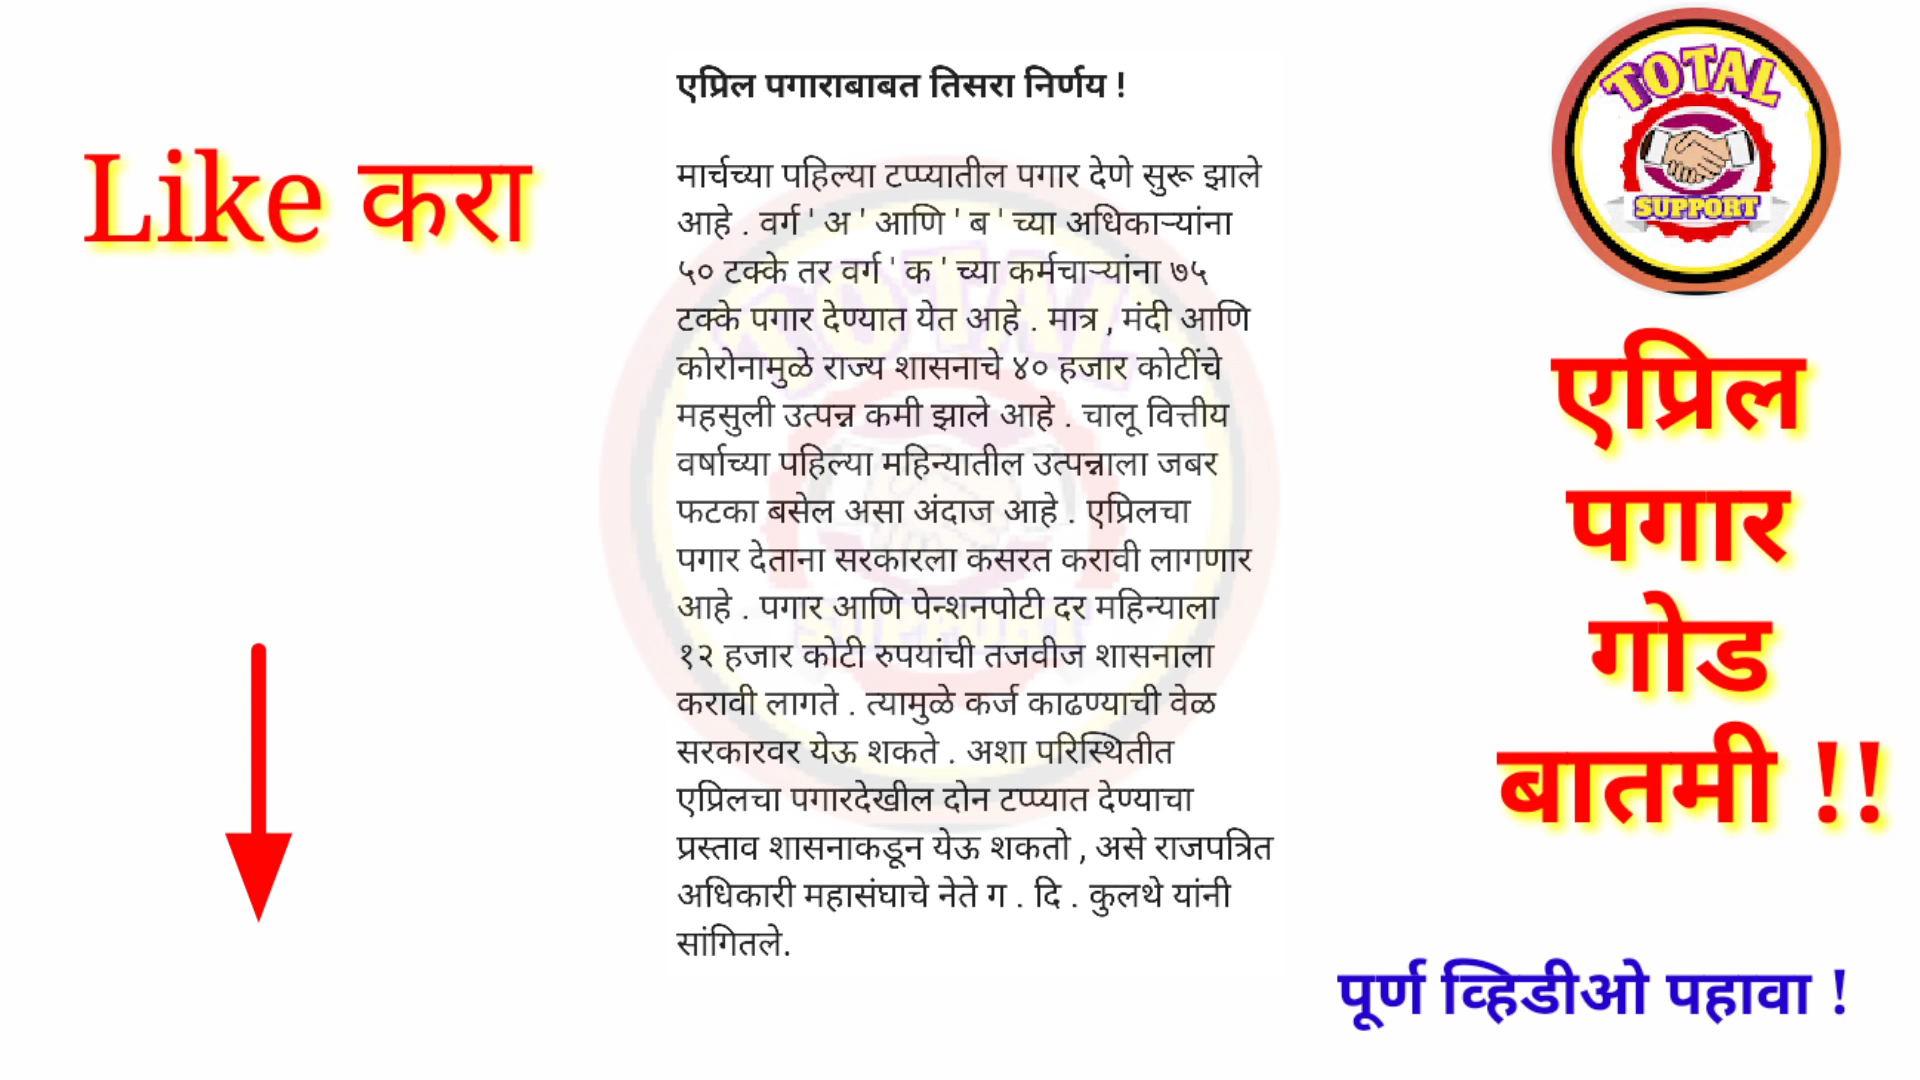 Like करा
एप्रिल पगाराबाबत तिसरा निर्णय !
मार्चच्या पहिल्या टप्प्यातील पगार देणे सुरू झाले
आहे . वर्ग ' अ ' आणि ' ब ' च्या अधिकाऱ्यांना
५० टक्के तर वर्ग ' क ' च्या कर्मचाऱ्यांना ७५
टक्के पगार देण्यात येत आहे . मात्र , मंदी आणि
कोरोनामुळे राज्य शासनाचे ४० हजार कोटींचे
महसुली उत्पन्न कमी झाले आहे . चालू वित्तीय
वर्षाच्या पहिल्या महिन्यातील उत्पन्नाला जबर
फटका बसेल असा अंदाज आहे . एप्रिलचा
पगार देताना सरकारला कसरत करावी लागणार
आहे . पगार आणि पेन्शनपोटी दर महिन्याला
१२ हजार कोटी रुपयांची तजवीज शासनाला
करावी लागते . त्यामुळे कर्ज काढण्याची वेळ
सरकारवर येऊ शकते . अशा परिस्थितीत
एप्रिलचा पगारदेखील दोन टप्प्यात देण्याचा
प्रस्ताव शासनाकडून येऊ शकतो , असे राजपत्रित
अधिकारी महासंघाचे नेते ग . दि . कुलथे यांनी
सांगितले.
TOTAL
SUPPORT
TOTAL
SUPPORT
एप्रिल
पगार
गोड
बातमी !!
पूर्ण व्हिडीओ पहावा !